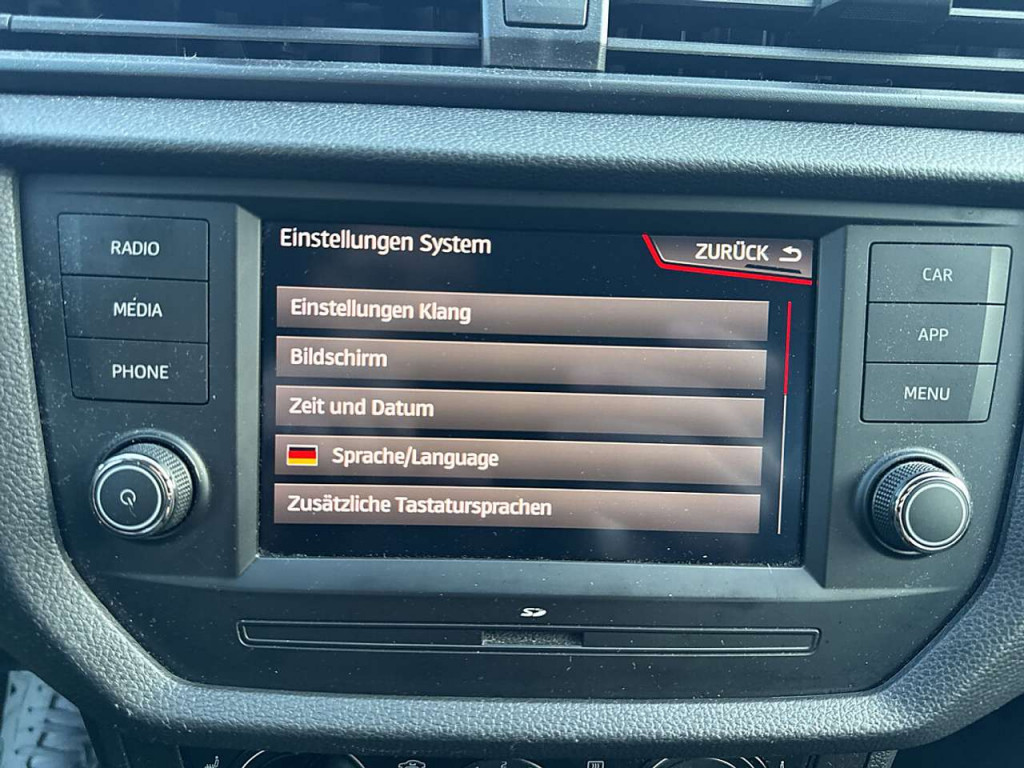 Einstellungen System
ZURÜCK
RADIO
MÉDIA
PHONE
Einstellungen Klang
Bildschirm
Zeit und Datum
Sprache/Language
Zusätzliche Tastatursprachen
CAR
APP
MENU
SD